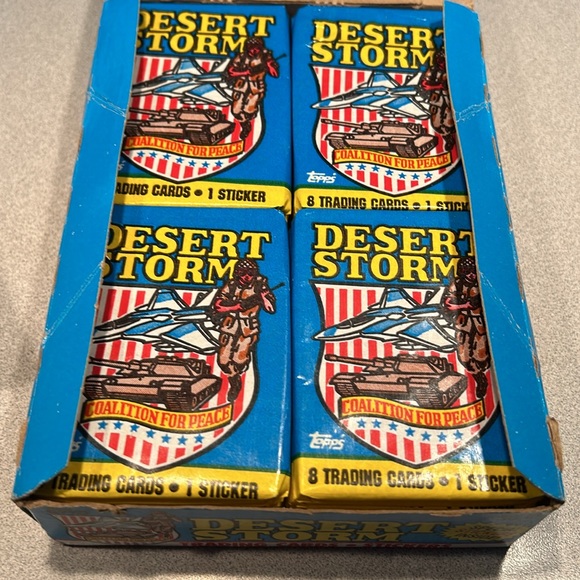 DESERT
STORM
COALITION FOR PEACE
TRADING CARDS • 1 STICKER
DESERT
STORM
COALITION FOR PEACE
topps
8 TRADING CARDS • 1 STICK
DESERT
STORM
COALITION FOR PEACE
TRADING CARDS • 1 STICKER
DESERT
STORM
COALITION FOR PEACE
topps
8 TRADING CARDS • 1 STICKER
DESERT
STORM